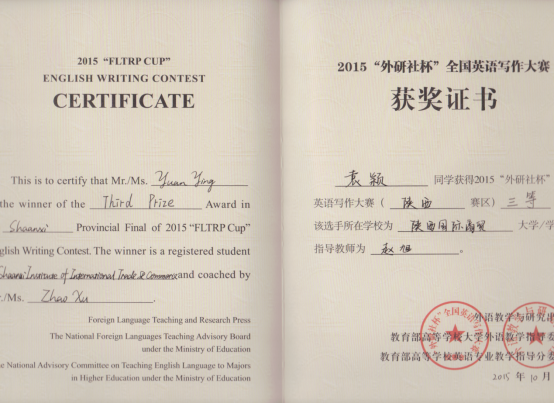 2015 “FLTRP CUP”
ENGLISH WRITING CONTEST
CERTIFICATE
This is to certify that Mr./Ms. Yuan Ying
the winner of the Third Prize Award in
Shaanxi Provincial Final of 2015 “FLTRP Cup”
glish Writing Contest. The winner is a registered student
Shaanxi Institute of International Trade & Commerce and coached by
r./Ms. Zhao Xu.
Foreign Language Teaching and Research Press
The National Foreign Languages Teaching Advisory Board
under the Ministry of Education
e National Advisory Committee on Teaching English Language to Majors
in Higher Education under the Ministry of Education
2015 “外研社杯” 全国英语写作大赛
获奖证书
袁颖 同学获得2015 “外研社杯”
英语写作大赛（ 陕西 赛区）三等
该选手所在学校为 陕西国际商贸 大学/学
指导教师为 赵旭 。
外语教学与研究出
教育部高等学校大学外语教学指导委
教育部高等学校英语专业教学指导分委
2015 年 10 月